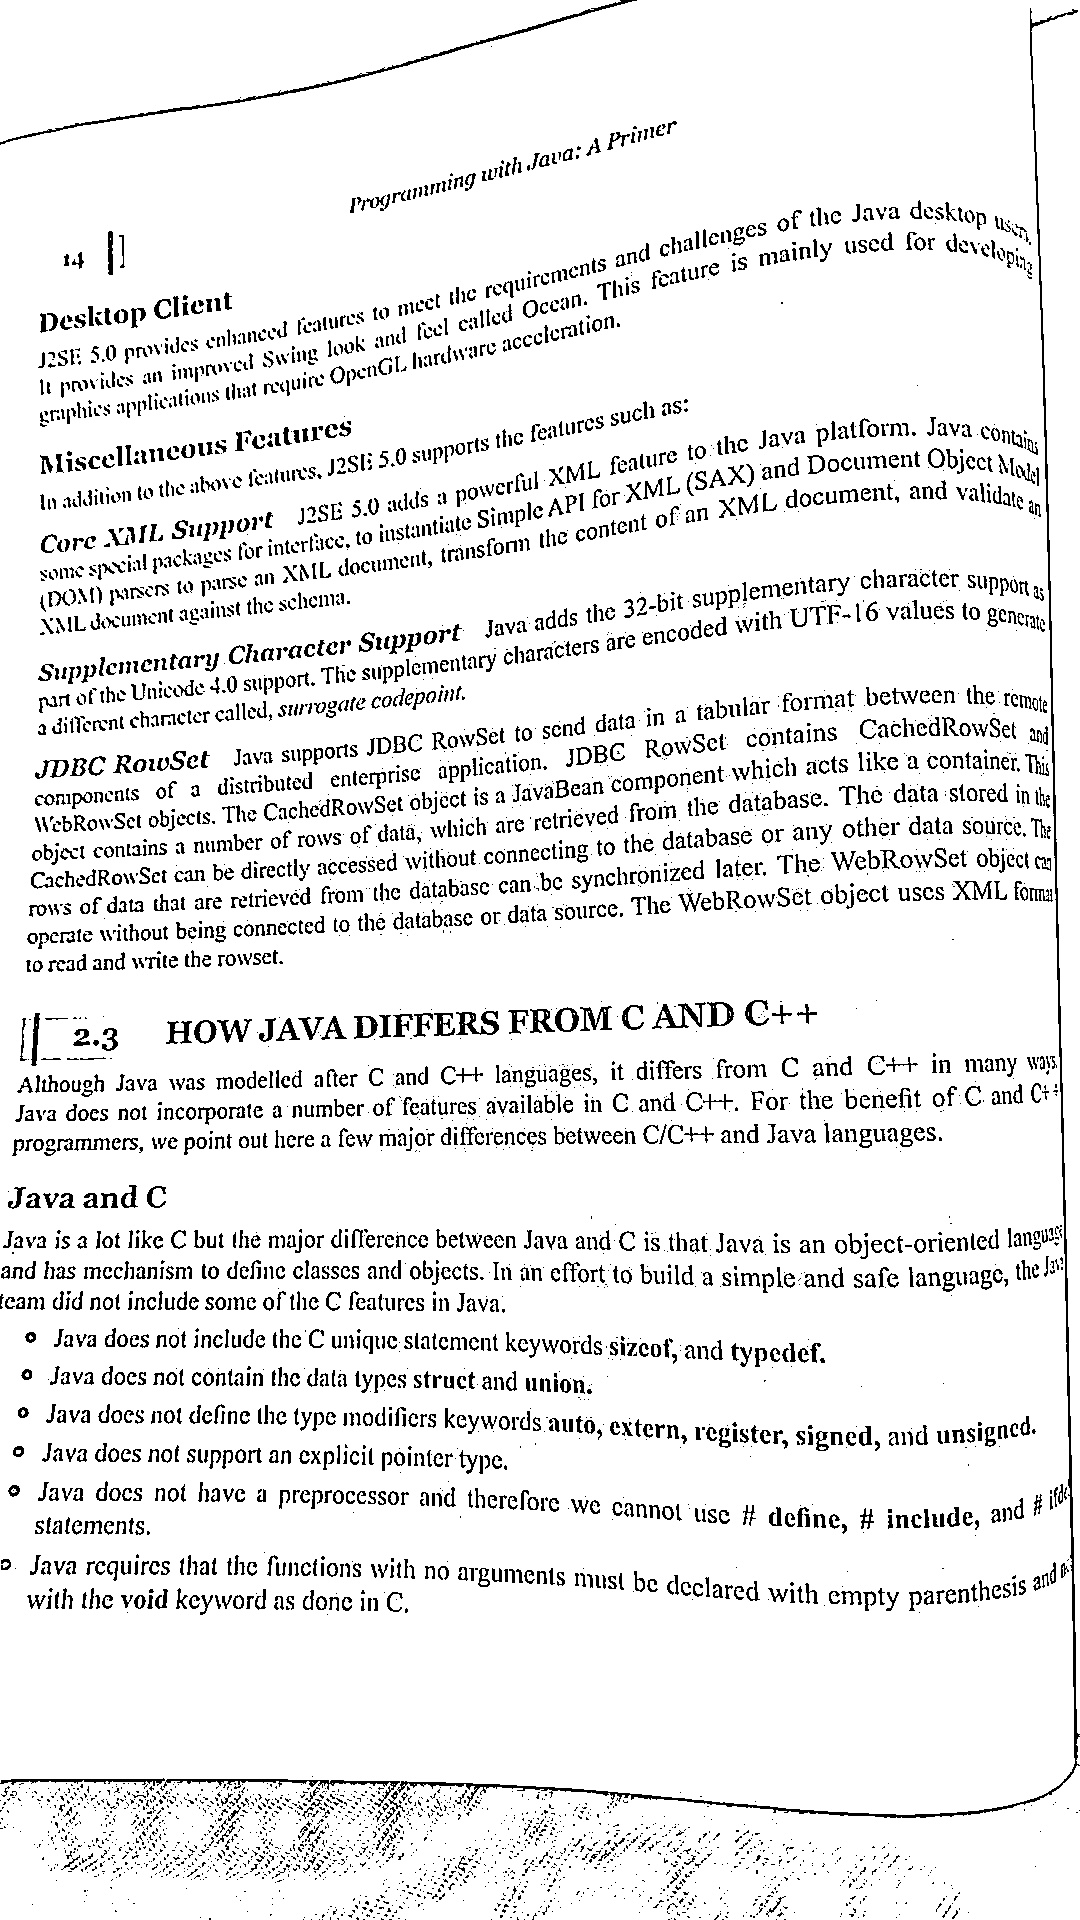 Programming with Java: A Primer
14
Desktop Client
J2SE 5.0 provides enhanced features to meet the requirements and challenges of the Java desktop users.
It provides an improved Swing look and feel called Ocean. This feature is mainly used for developing
graphics applications that require OpenGL hardware acceleration.
Miscellaneous Features
In addition to the above features, J2SE 5.0 supports the features such as:
Core XML Support J2SE 5.0 adds a powerful XML feature to the Java platform. Java contains
some special packages for interface, to instantiate Simple API for XML (SAX) and Document Object Model
(DOM) parsers to parse an XML document, transform the content of an XML document, and validate an
XML document against the schema.
Supplementary Character Support Java adds the 32-bit supplementary character support as
part of the Unicode 4.0 support. The supplementary characters are encoded with UTF-16 values to generate
a different character called, surrogate codepoint.
JDBC RowSet Java supports JDBC RowSet to send data in a tabular format between the remote
components of a distributed enterprise application. JDBC RowSet contains CachedRowSet and
WebRowSet objects. The CachedRowSet object is a JavaBean component which acts like a container. This
object contains a number of rows of data, which are retrieved from the database. The data stored in the
CachedRowSet can be directly accessed without connecting to the database or any other data source. The
rows of data that are retrieved from the database can be synchronized later. The WebRowSet object can
operate without being connected to the database or data source. The WebRowSet object uses XML format
to read and write the rowset.
2.3 HOW JAVA DIFFERS FROM C AND C++
Although Java was modelled after C and C++ languages, it differs from C and C++ in many ways.
Java does not incorporate a number of features available in C and C++. For the benefit of C and C++
programmers, we point out here a few major differences between C/C++ and Java languages.
Java and C
Java is a lot like C but the major difference between Java and C is that Java is an object-oriented language
and has mechanism to define classes and objects. In an effort to build a simple and safe language, the Java
team did not include some of the C features in Java.
Java does not include the C unique statement keywords sizeof, and typedef.
Java does not contain the data types struct and union.
Java does not define the type modifiers keywords auto, extern, register, signed, and unsigned.
Java does not support an explicit pointer type.
Java does not have a preprocessor and therefore we cannot use # define, # include, and # ifdef
statements.
Java requires that the functions with no arguments must be declared with empty parenthesis and
with the void keyword as done in C.